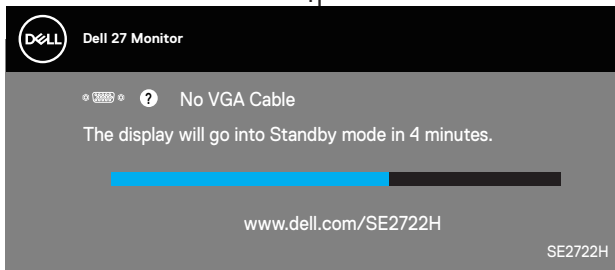 DELL
Dell 27 Monitor
? No VGA Cable
The display will go into Standby mode in 4 minutes.
www.dell.com/SE2722H
SE2722H